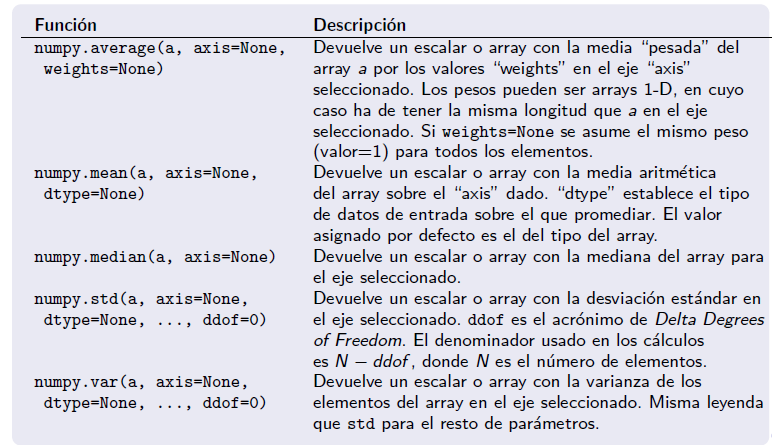 Función Descripción
numpy.average(a, axis=None, Devuelve un escalar o array con la media “pesada” del
weights=None) array a por los valores “weights” en el eje “axis”
seleccionado. Los pesos pueden ser arrays 1-D, en cuyo
caso ha de tener la misma longitud que a en el eje
seleccionado. Si weights=None se asume el mismo peso
(valor=1) para todos los elementos.
numpy.mean(a, axis=None, Devuelve un escalar o array con la media aritmética
dtype=None) del array sobre el “axis” dado. “dtype” establece el tipo
de datos de entrada sobre el que promediar. El valor
asignado por defecto es el del tipo del array.
numpy.median(a, axis=None) Devuelve un escalar o array con la mediana del array para
el eje seleccionado.
numpy.std(a, axis=None, Devuelve un escalar o array con la desviación estándar en
dtype=None, ..., ddof=0) el eje seleccionado. ddof es el acrónimo de Delta Degrees
of Freedom. El denominador usado en los cálculos
es N − ddof, donde N es el número de elementos.
numpy.var(a, axis=None, Devuelve un escalar o array con la varianza de los
dtype=None, ..., ddof=0) elementos del array en el eje seleccionado. Misma leyenda
que std para el resto de parámetros.